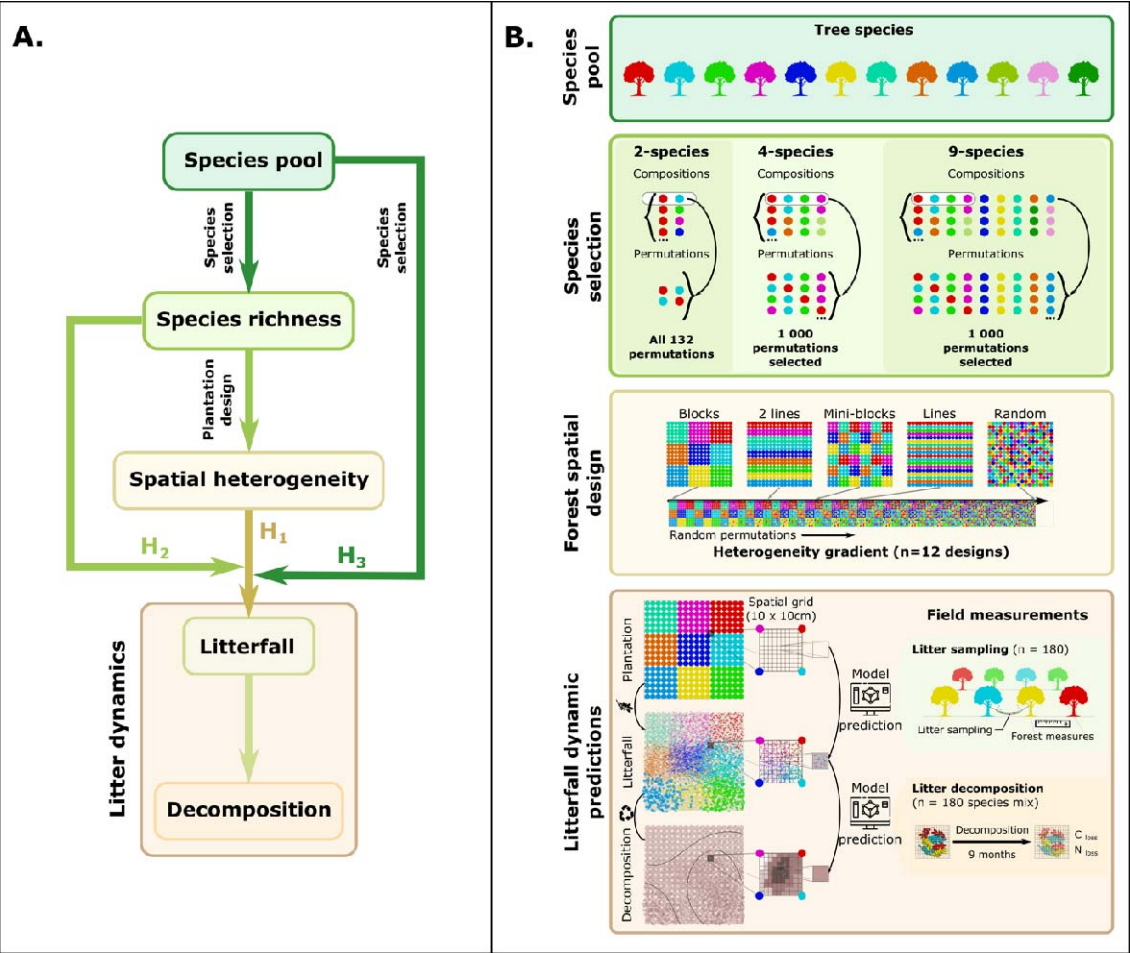 A.
Species pool
Species
selection
Species
selection
Species richness
Plantation
design
Spatial heterogeneity
H1
H2
H3
Litter dynamics
Litterfall
Decomposition
B.
Species
pool
Tree species
Species
selection
2-species
Compositions
...
Permutations
All 132
permutations
4-species
Compositions
...
Permutations
...
1 000
permutations
selected
9-species
Compositions
...
Permutations
...
1 000
permutations
selected
Forest spatial
design
Blocks
2 lines
Mini-blocks
Lines
Random
Random permutations
Heterogeneity gradient (n=12 designs)
Litterfall dynamic
predictions
Plantation
Litterfall
Decomposition
Spatial grid
(10 x 10cm)
Model
prediction
Model
prediction
Field measurements
Litter sampling (n = 180)
Litter sampling
Forest measures
Litter decomposition
(n = 180 species mix)
Decomposition
9 months
C loss
N loss